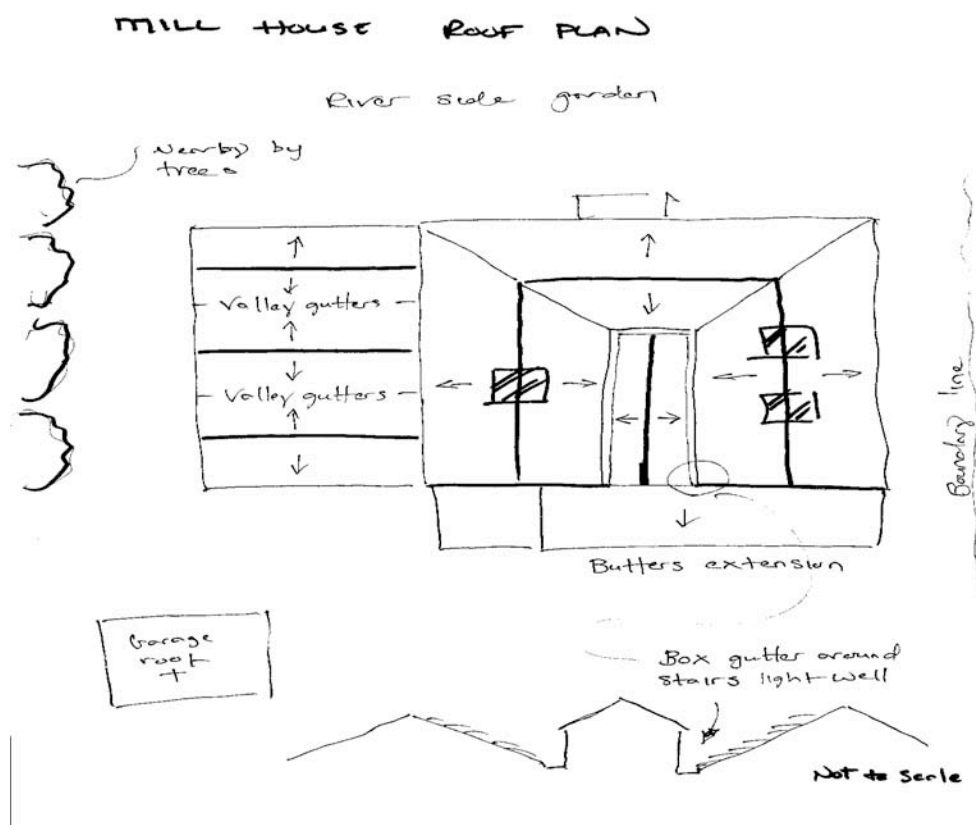 MILL HOUSE ROOF PLAN
River side garden
Nearby by
trees
Valley gutters
Valley gutters
Boundary line
Butters extension
Garage
roof
Box gutter around
stairs light well
Not to scale